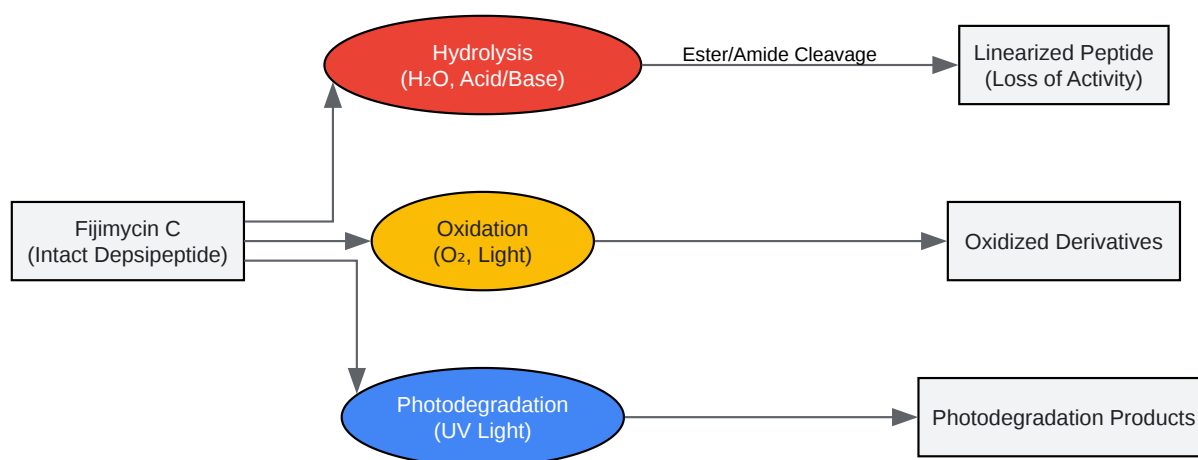 Hydrolysis
(H₂O, Acid/Base)
Ester/Amide Cleavage
Linearized Peptide
(Loss of Activity)
Fijimycin C
(Intact Depsipeptide)
Oxidation
(O₂, Light)
Oxidized Derivatives
Photodegradation
(UV Light)
Photodegradation Products